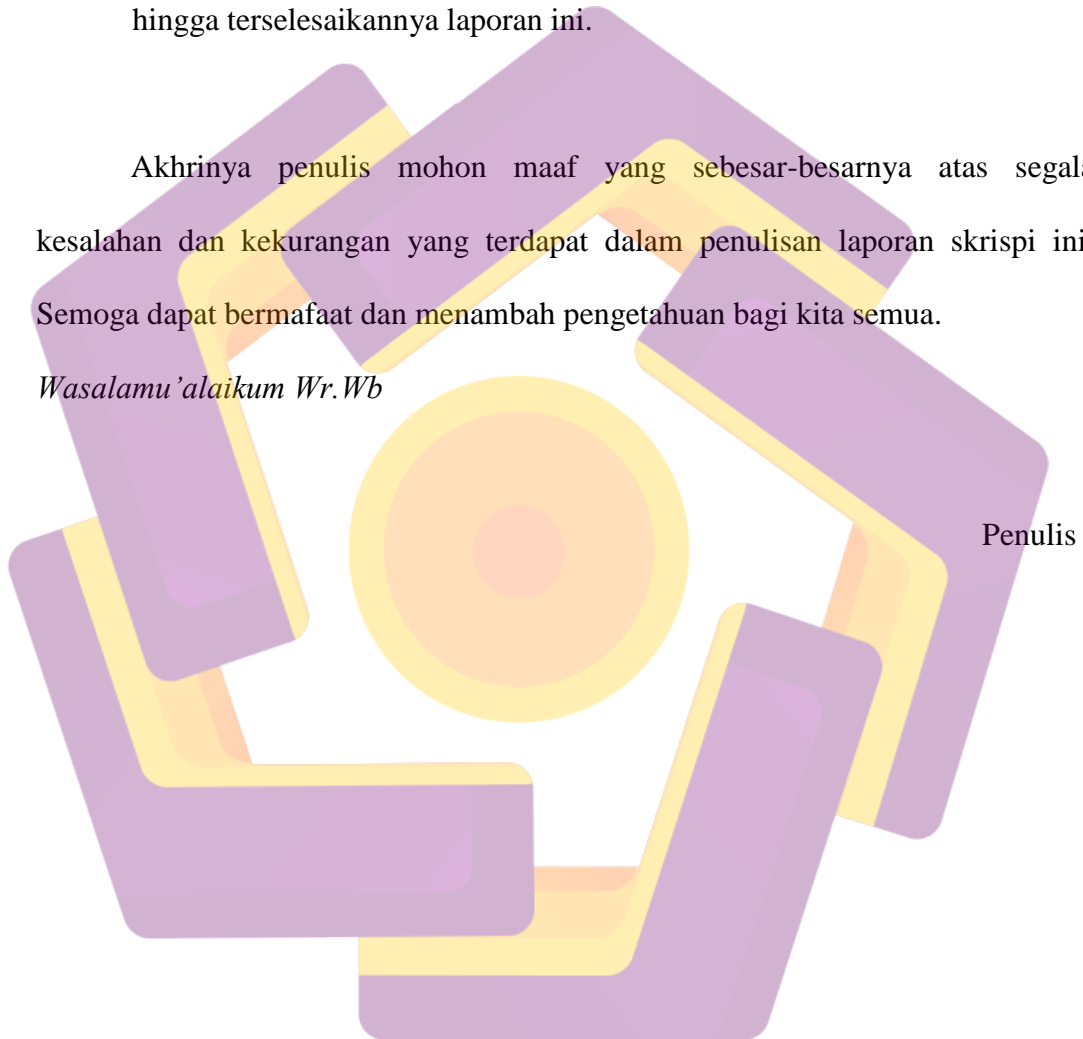 hingga terselesaikannya laporan ini.
Akhrinya penulis mohon maaf yang sebesar-besarnya atas segala
kesalahan dan kekurangan yang terdapat dalam penulisan laporan skrispi ini
Semoga dapat bermafaat dan menambah pengetahuan bagi kita semua.
Wasalamu’alaikum Wr.Wb
Penulis